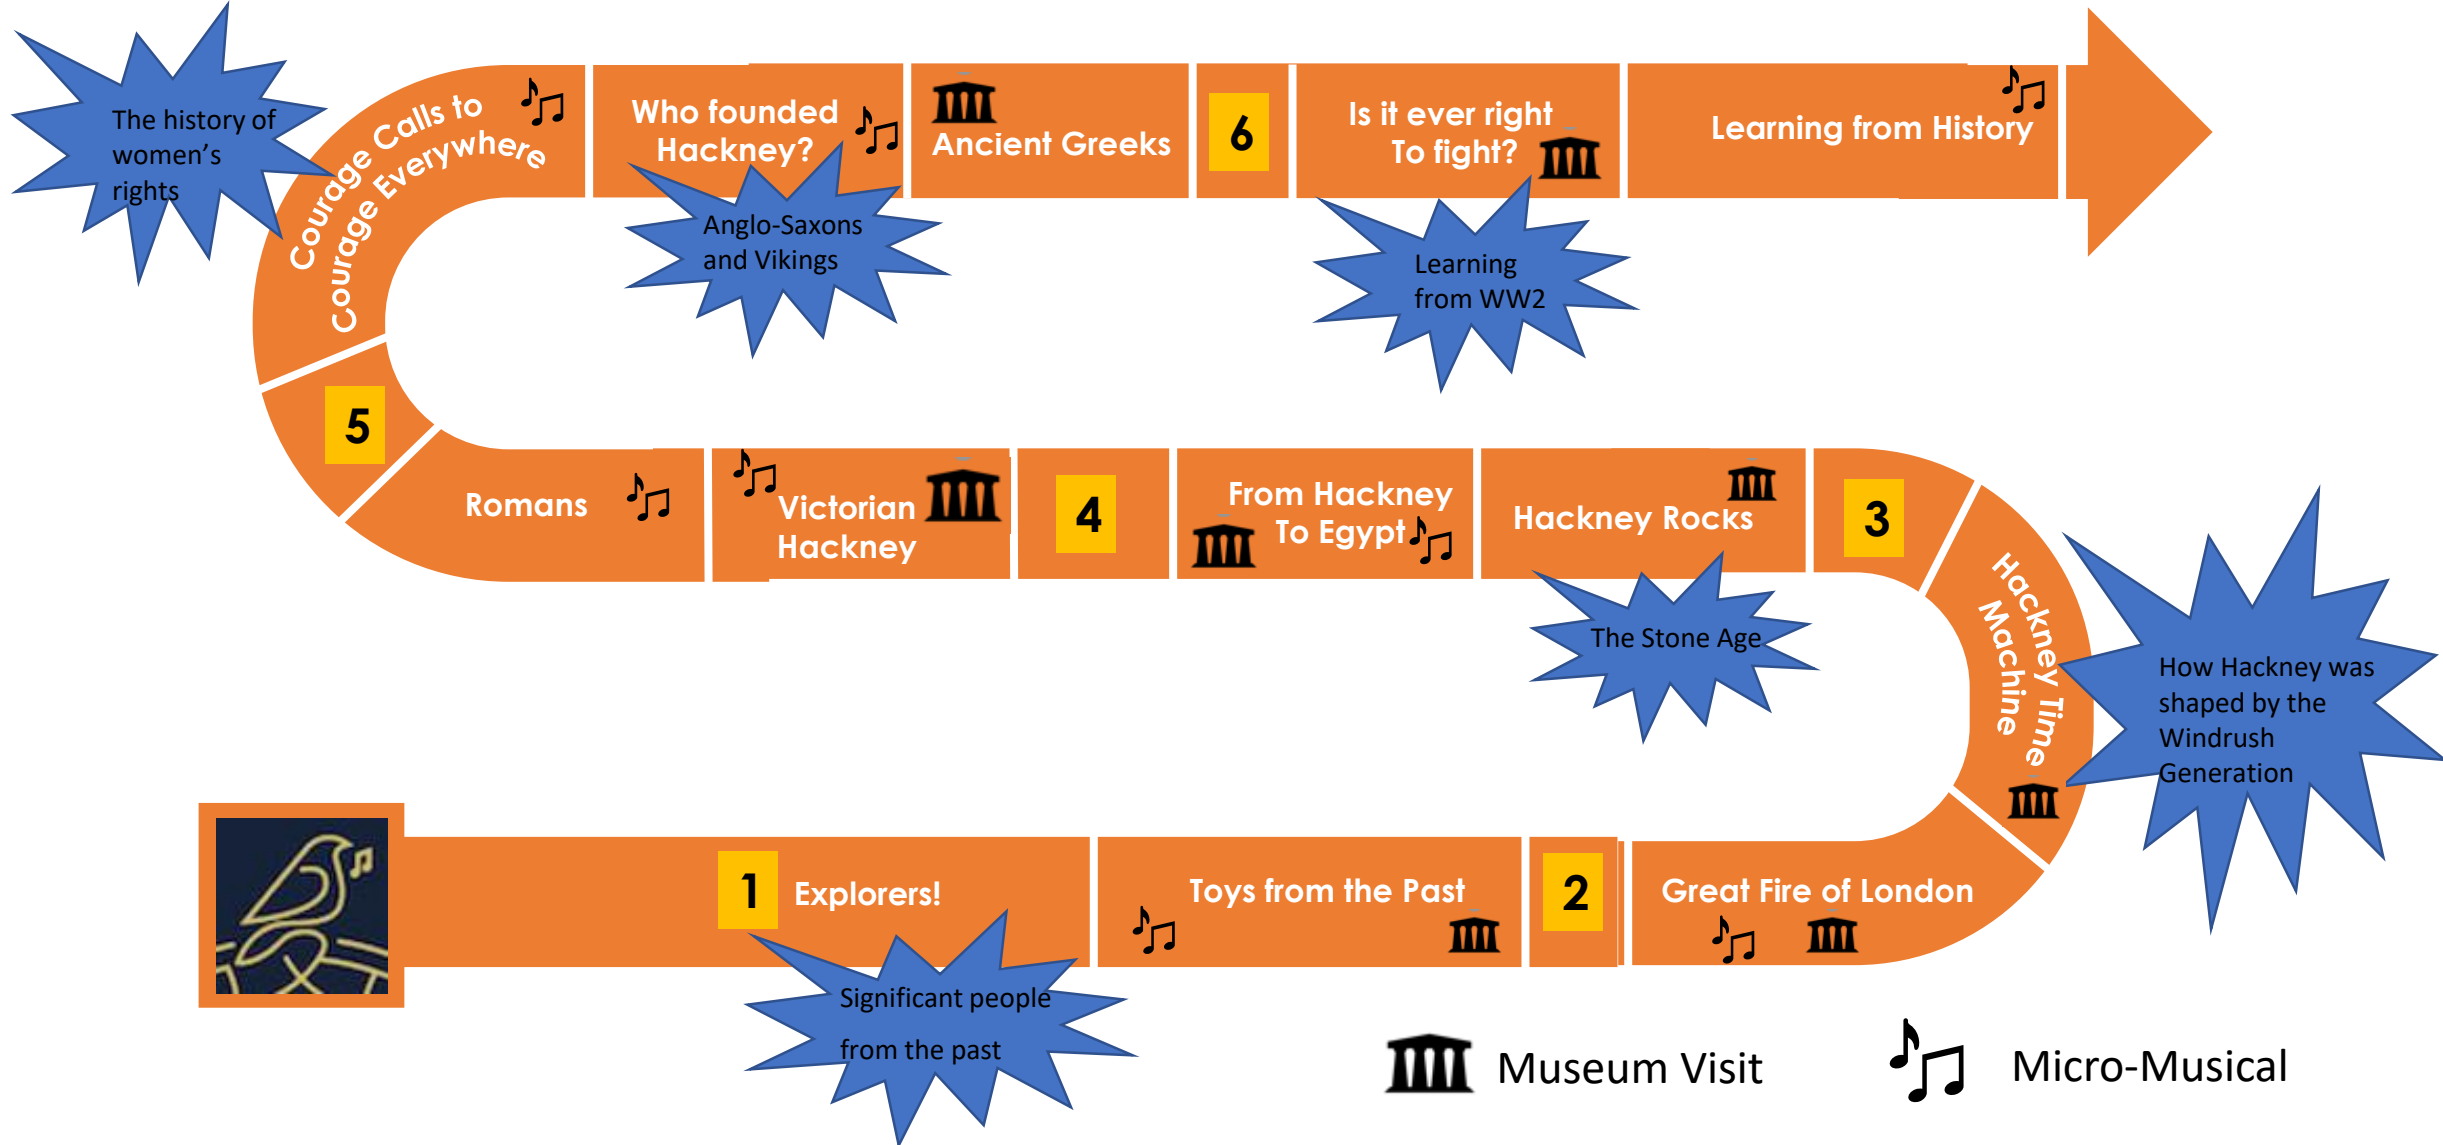 The history of
women's
rights
Courage Calls to
Courage Everywhere
Who founded
Hackney?
Anglo-Saxons
and Vikings
Ancient Greeks
6
Is it ever right
To fight?
Learning
from WW2
Learning from History
5
Romans
Victorian
Hackney
4
From Hackney
To Egypt
Hackney Rocks
The Stone Age
3
Hackney Time
Machine
How Hackney was
shaped by the
Windrush
Generation
1
Explorers!
Significant people
from the past
Toys from the Past
2
Great Fire of London
Museum Visit
Micro-Musical